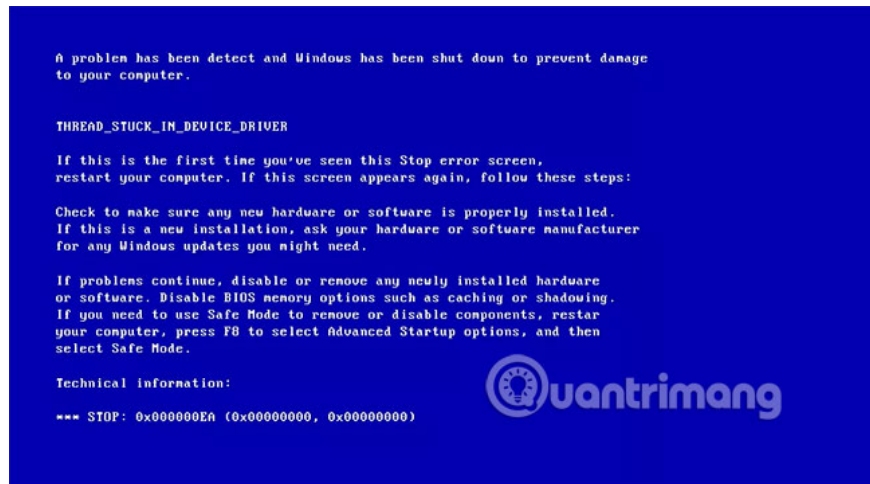 A problem has been detect and Windows has been shut down to prevent damage
to your computer.
THREAD_STUCK_IN_DEVICE_DRIVER
If this is the first time you've seen this Stop error screen,
restart your computer. If this screen appears again, follow these steps:
Check to make sure any new hardware or software is properly installed.
If this is a new installation, ask your hardware or software manufacturer
for any Windows updates you might need.
If problems continue, disable or remove any newly installed hardware
or software. Disable BIOS memory options such as caching or shadowing.
If you need to use Safe Mode to remove or disable components, restar
your computer, press F8 to select Advanced Startup options, and then
select Safe Mode.
Technical information:
*** STOP: 0x000000EA (0x00000000, 0x00000000)
Quantrimang